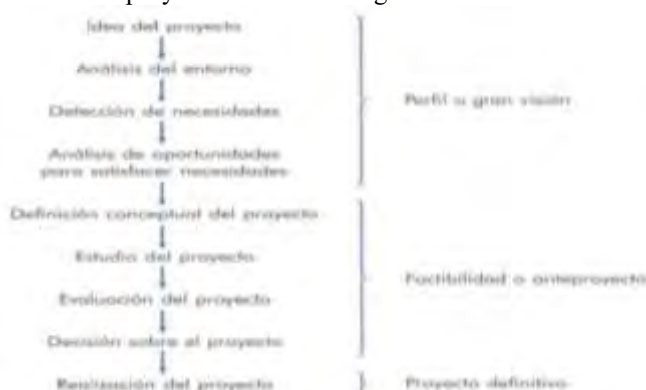 Idea del proyecto
Análisis del entorno
Detección de necesidades
Análisis de oportunidades
para satisfacer necesidades
Perfil o gran visión
Definición conceptual del proyecto
Estudio del proyecto
Evaluación del proyecto
Decisión sobre el proyecto
Factibilidad o anteproyecto
Realización del proyecto
Proyecto definitivo